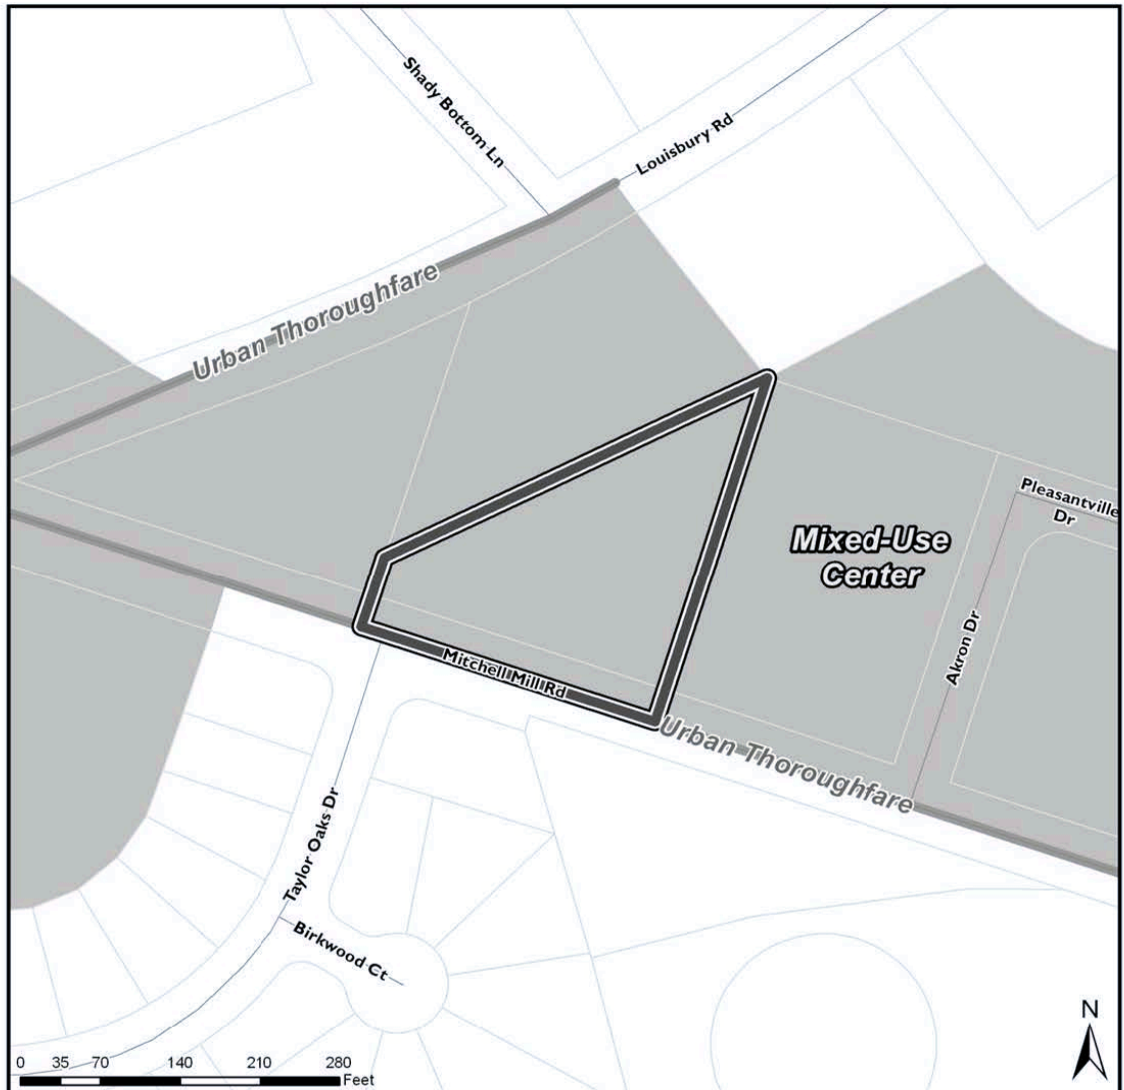 Shady Bottom Ln
Louisbury Rd
Urban Thoroughfare
Pleasantville
Dr
Mixed-Use
Center
Akron Dr
Mitchell Mill Rd
Urban Thoroughfare
Taylor Oaks Dr
Birkwood Ct
N
0 35 70 140 210 280
Feet